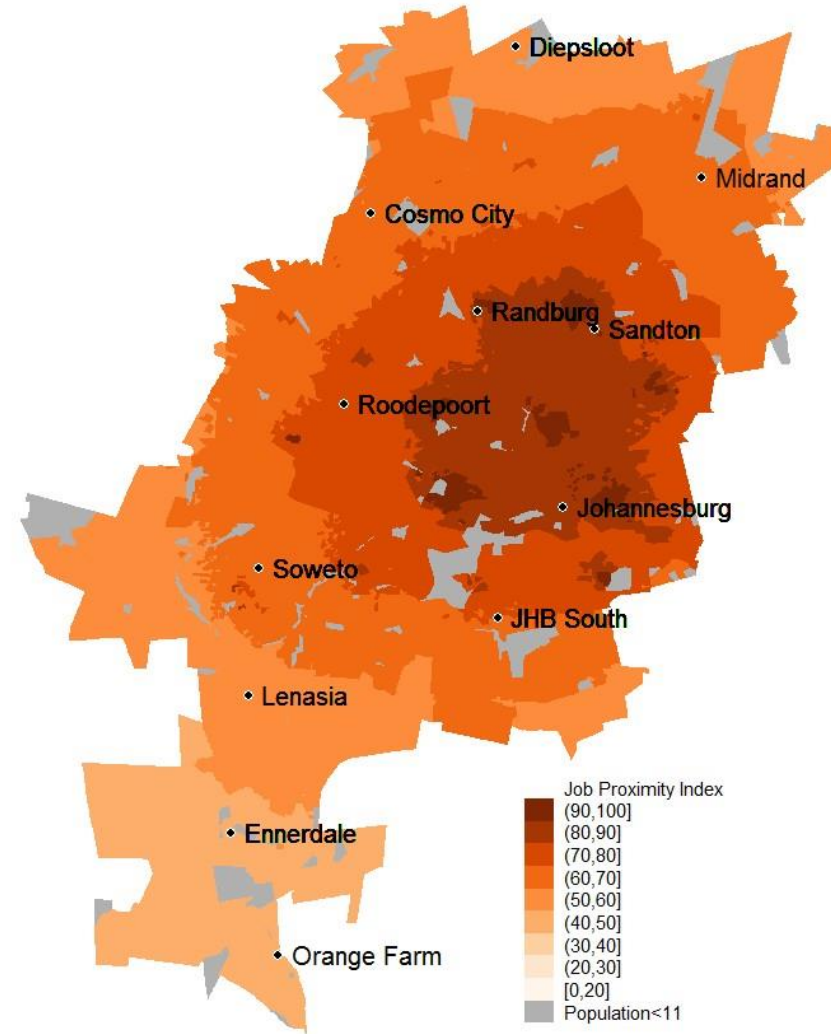 Diepsloot
Midrand
Cosmo City
Randburg
Sandton
Roodepoort
Johannesburg
Soweto
JHB South
Lenasia
Ennerdale
Orange Farm
Job Proximity Index
(90,100]
(80,90]
(70,80]
(60,70]
(50,60]
(40,50]
(30,40]
(20,30]
[0,20]
Population<11